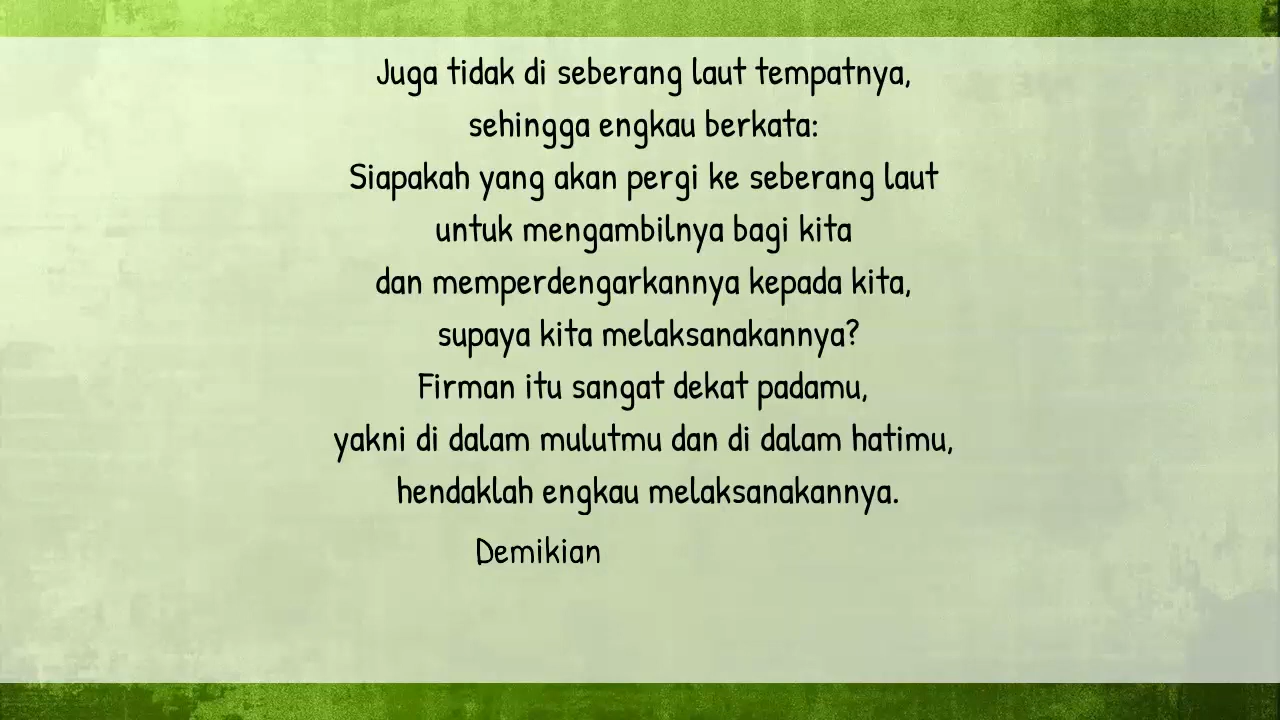 Juga tidak di seberang laut tempatnya,
sehingga engkau berkata:
Siapakah yang akan pergi ke seberang laut
untuk mengambilnya bagi kita
dan memperdengarkannya kepada kita,
supaya kita melaksanakannya?
Firman itu sangat dekat padamu,
yakni di dalam mulutmu dan di dalam hatimu,
hendaklah engkau melaksanakannya.
Demikian